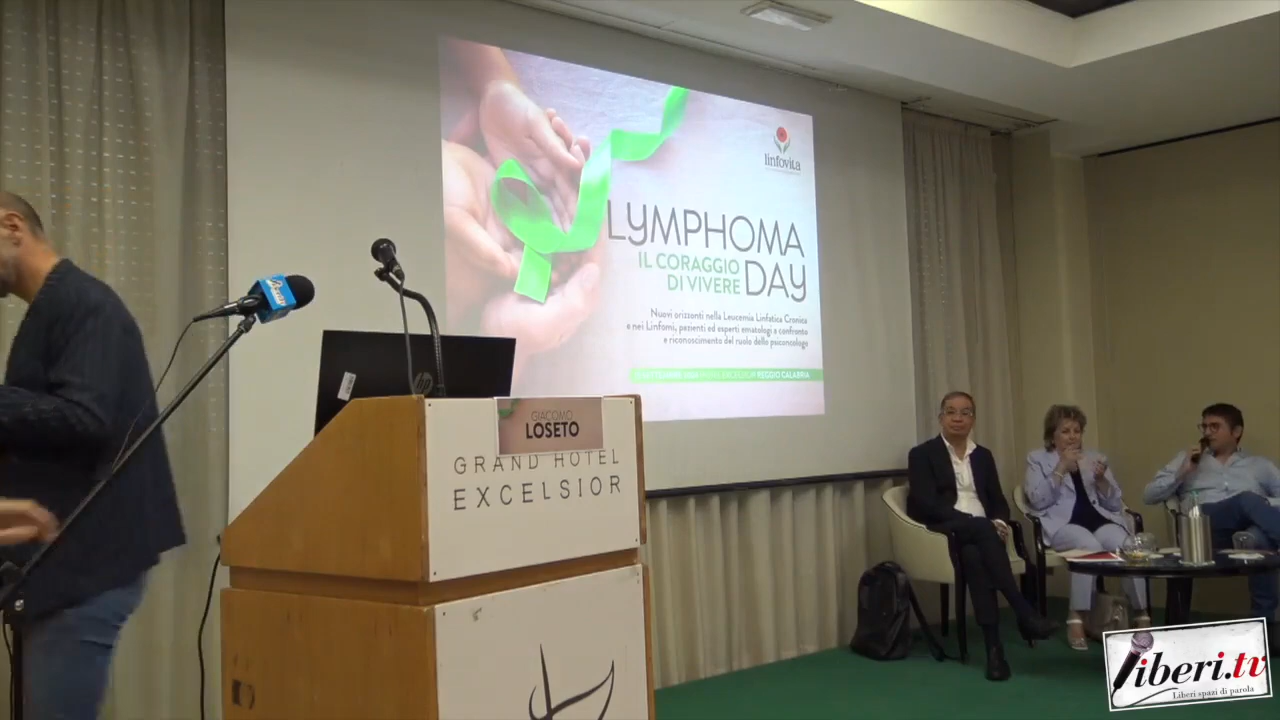 linfovita
LYMPHOMA
IL CORAGGIO
DI VIVERE
DAY
Nuovi orizzonti nella Leucemia Linfatica Cronica
e nei Linfomi, pazienti ed esperti ematologi a confronto
e riconoscimento del ruolo dello psiconcologo
REGGIO CALABRIA
hp
GIACOMO
LOSETO
GRAND HOTEL
EXCELSIOR
liberi.tv
Liberi spazi di parola